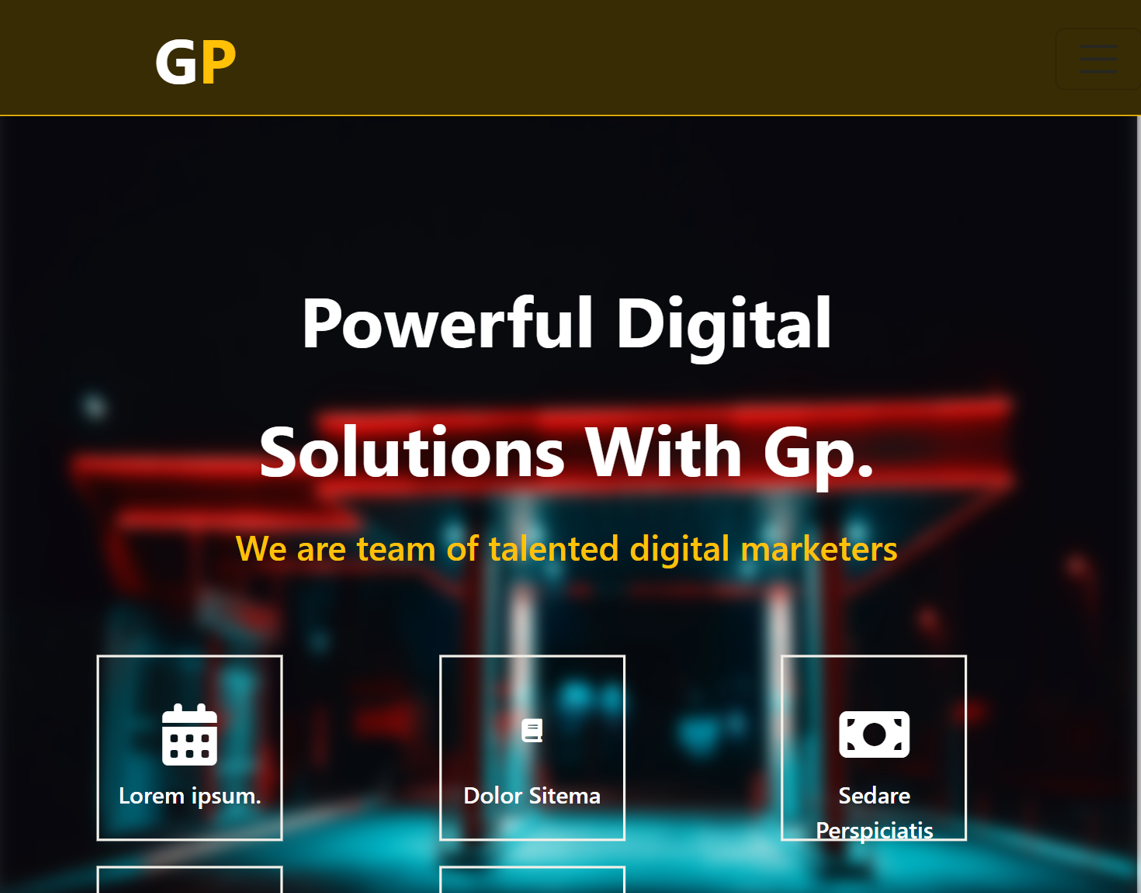 GP
Powerful Digital
Solutions With Gp.
We are team of talented digital marketers
Lorem ipsum.
Dolor Sitema
Sedare
Perspiciatis